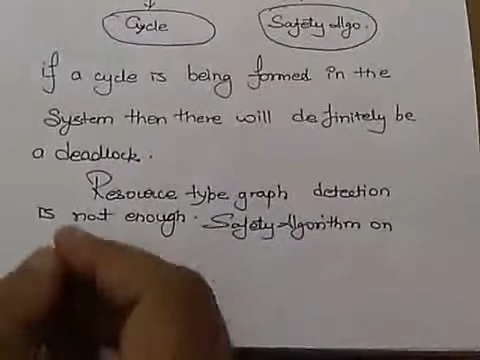 Cycle
Safety Algo.
if a cycle is being formed in the
System then there will definitely be
a deadlock.
Resource type graph detection
is not enough. Safety Algorithm on